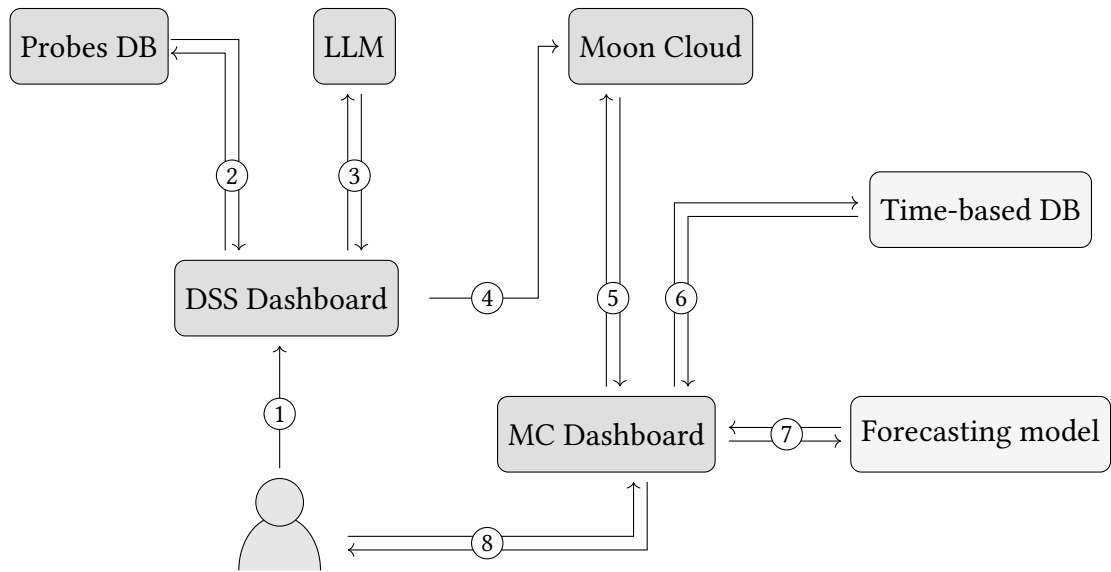 Probes DB
LLM
Moon Cloud
2
3
Time-based DB
DSS Dashboard
4
5
6
1
MC Dashboard
7
Forecasting model
8